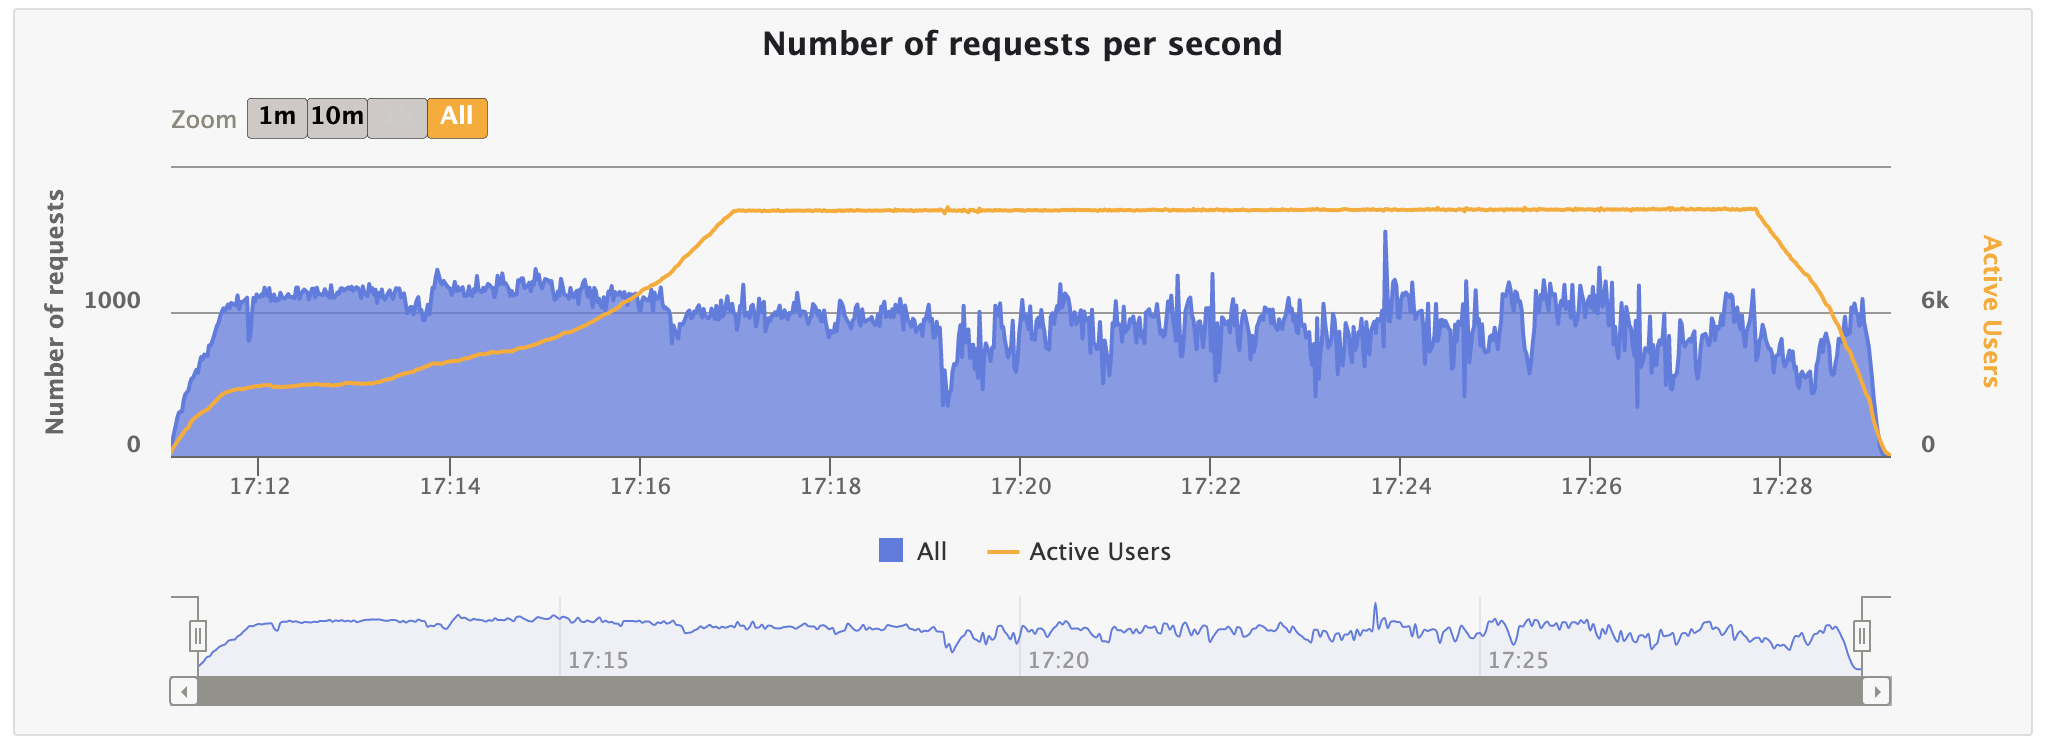 Number of requests per second
Zoom 1m 10m All
Number of requests
1000
0
Active Users
6k
0
17:12 17:14 17:16 17:18 17:20 17:22 17:24 17:26 17:28
All Active Users
17:15 17:20 17:25